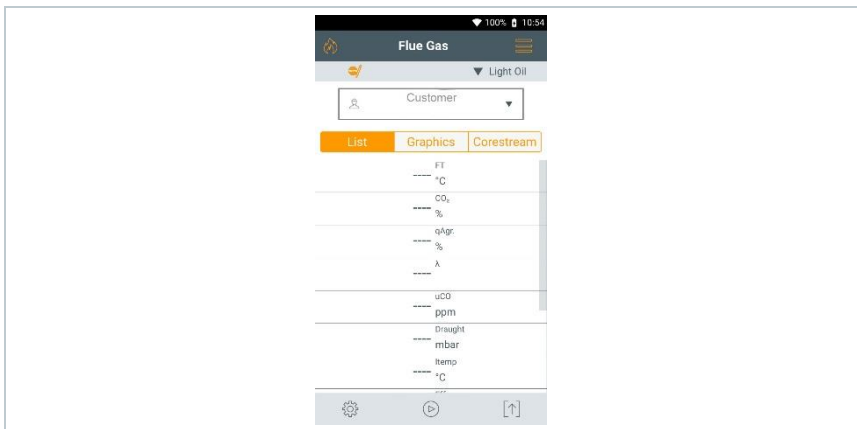 100% 10:54
Flue Gas
Light Oil
Customer
List Graphics Corestream
FT
---- °C
CO₂
---- %
qAgr.
---- %
λ
----
uCO
---- ppm
Draught
---- mbar
Itemp
---- °C